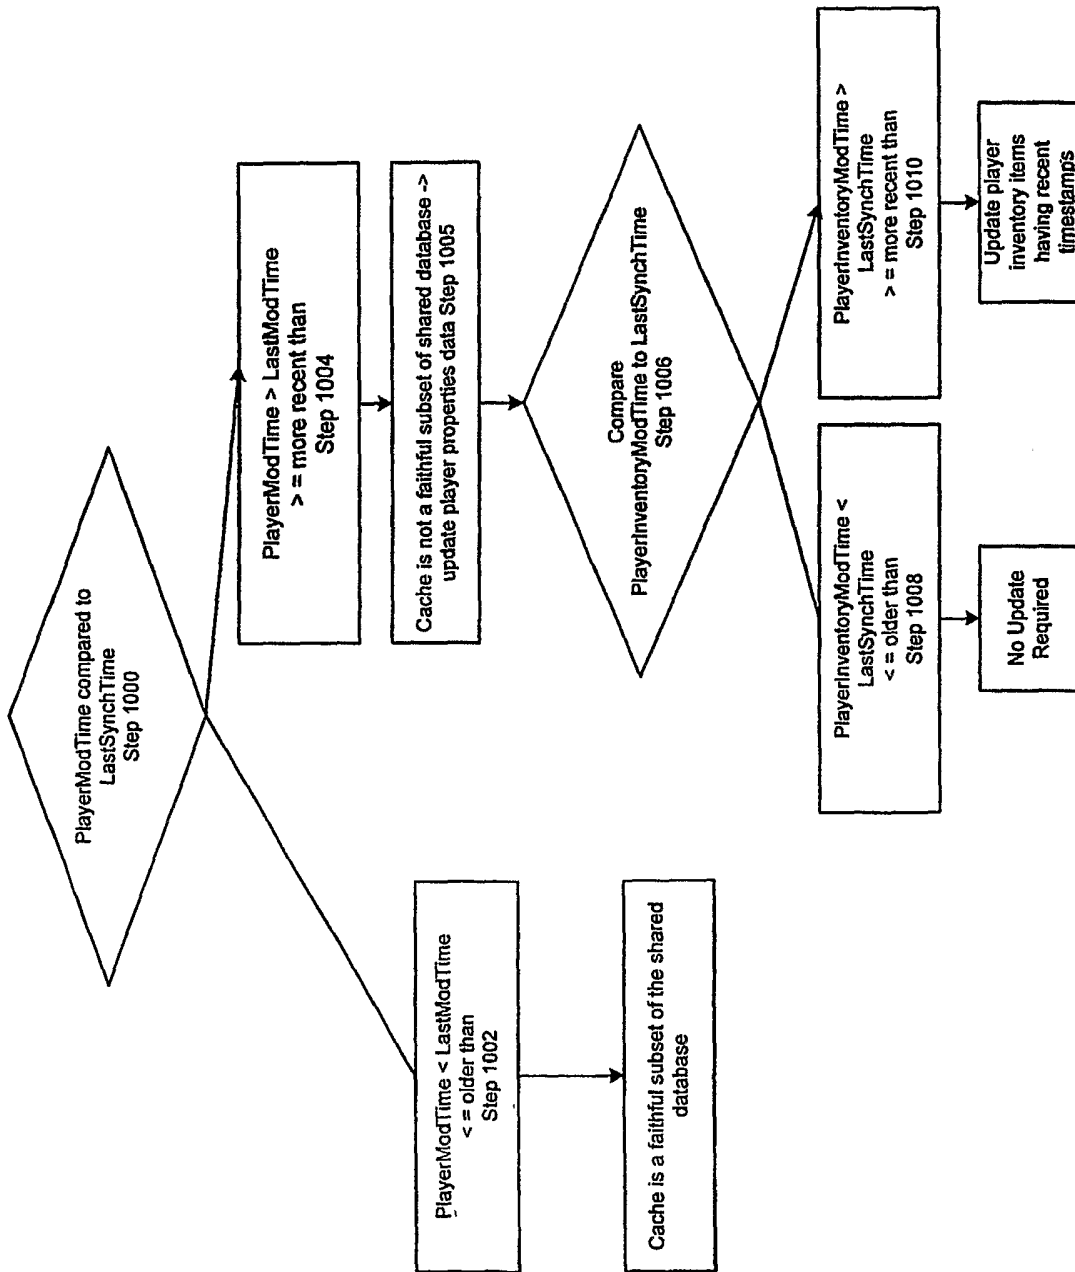 PlayerModTime compared to
LastSynchTime
Step 1000
PlayerModTime < LastModTime
< = older than
Step 1002
Cache is a faithful subset of the shared
database
PlayerModTime > LastModTime
> = more recent than
Step 1004
Cache is not a faithful subset of shared database ->
update player properties data Step 1005
Compare
PlayerInventoryModTime to LastSynchTime
Step 1006
PlayerInventoryModTime <
LastSynchTime
< = older than
Step 1008
No Update
Required
PlayerInventoryModTime >
LastSynchTime
> = more recent than
Step 1010
Update player
inventory items
having recent
timestamps